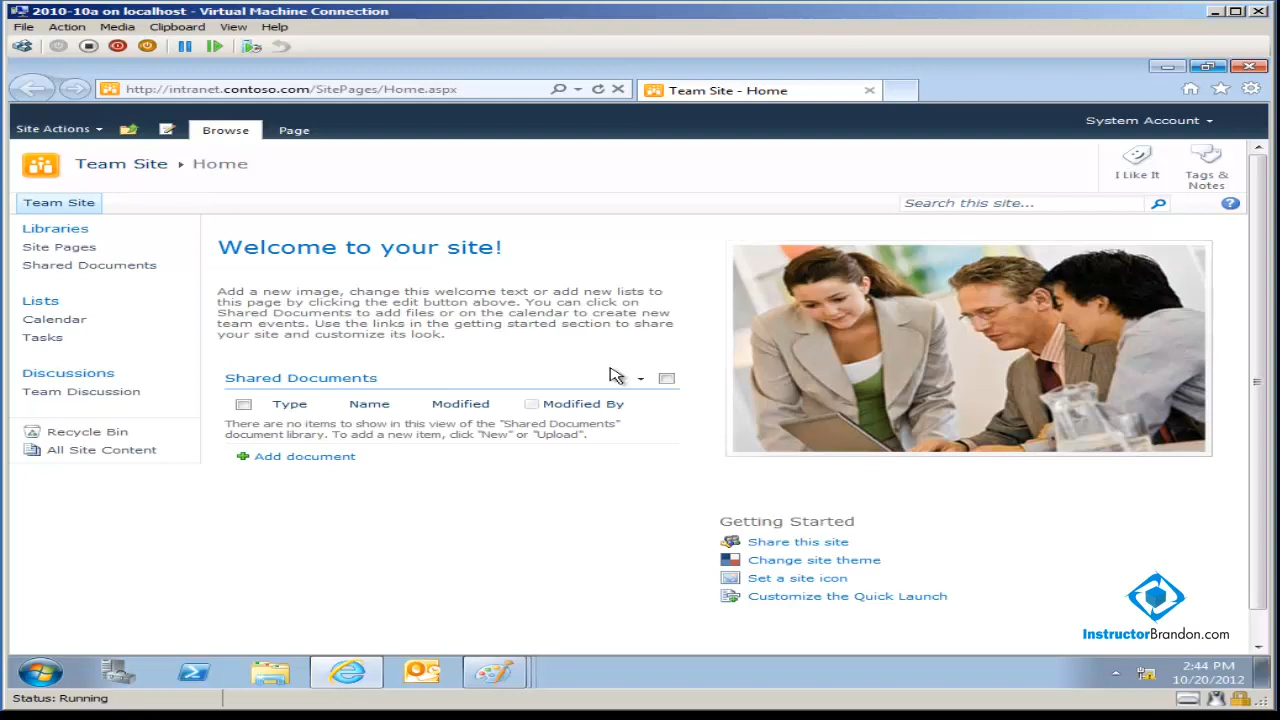 2010-10a on localhost - Virtual Machine Connection
File Action Media Clipboard View Help
http://intranet.contoso.com/SitePages/Home.aspx
Team Site - Home
Site Actions
Browse
Page
System Account
Team Site ▸ Home
I Like It
Tags &
Notes
Team Site
Search this site...
Libraries
Site Pages
Shared Documents
Lists
Calendar
Tasks
Discussions
Team Discussion
Recycle Bin
All Site Content
Welcome to your site!
Add a new image, change this welcome text or add new lists to
this page by clicking the edit button above. You can click on
Shared Documents to add files or on the calendar to create new
team events. Use the links in the getting started section to share
your site and customize its look.
Shared Documents
Type Name Modified Modified By
There are no items to show in this view of the "Shared Documents"
document library. To add a new item, click "New" or "Upload".
Add document
Getting Started
Share this site
Change site theme
Set a site icon
Customize the Quick Launch
InstructorBrandon.com
2:44 PM
10/20/2012
Status: Running